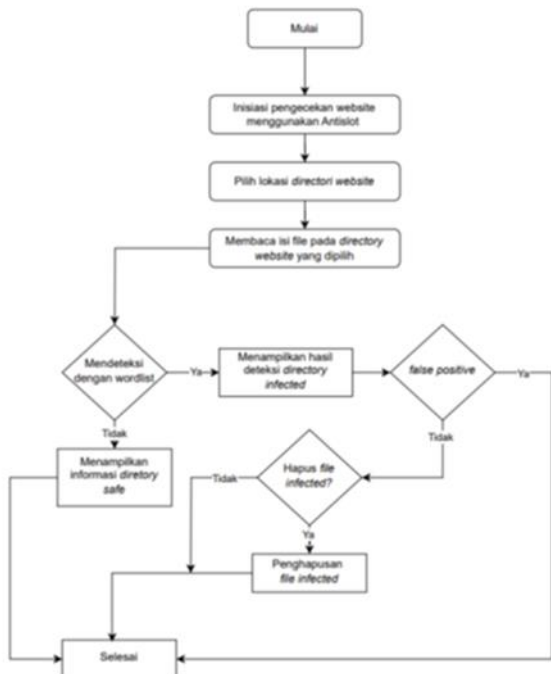 Mulai
Inisiasi pengecekan website
menggunakan Antislot
Pilih lokasi directori website
Membaca isi file pada directory
website yang dipilih
Mendeteksi
dengan wordlist
Ya
Menampilkan hasil
deteksi directory
infected
false positive
Ya
Tidak
Tidak
Menampilkan
informasi diretory
safe
Hapus file
infected?
Tidak
Ya
Penghapusan
file infected
Selesai